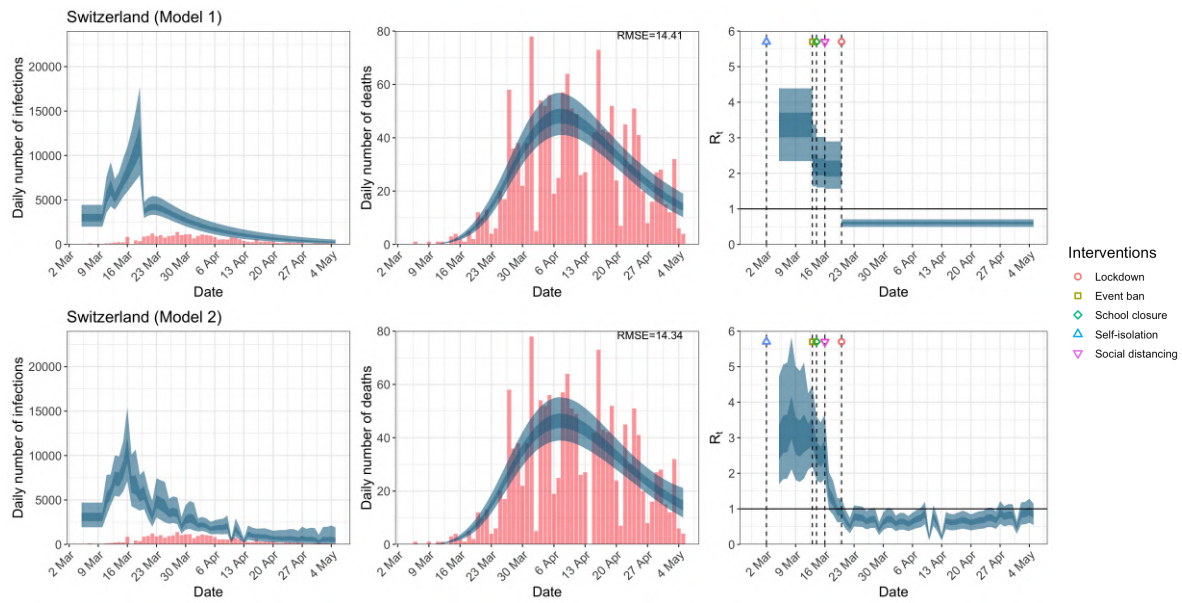 Switzerland (Model 1)
Daily number of infections
20000
15000
10000
5000
0
2 Mar
9 Mar
16 Mar
23 Mar
30 Mar
6 Apr
13 Apr
20 Apr
27 Apr
4 May
Date
Daily number of deaths
80
60
40
20
0
RMSE=14.41
2 Mar
9 Mar
16 Mar
23 Mar
30 Mar
6 Apr
13 Apr
20 Apr
27 Apr
4 May
Date
Rt
6
5
4
3
2
1
0
2 Mar
9 Mar
16 Mar
23 Mar
30 Mar
6 Apr
13 Apr
20 Apr
27 Apr
4 May
Date
Switzerland (Model 2)
Daily number of infections
20000
15000
10000
5000
0
2 Mar
9 Mar
16 Mar
23 Mar
30 Mar
6 Apr
13 Apr
20 Apr
27 Apr
4 May
Date
Daily number of deaths
80
60
40
20
0
RMSE=14.34
2 Mar
9 Mar
16 Mar
23 Mar
30 Mar
6 Apr
13 Apr
20 Apr
27 Apr
4 May
Date
Rt
6
5
4
3
2
1
0
2 Mar
9 Mar
16 Mar
23 Mar
30 Mar
6 Apr
13 Apr
20 Apr
27 Apr
4 May
Date
Interventions
Lockdown
Event ban
School closure
Self-isolation
Social distancing